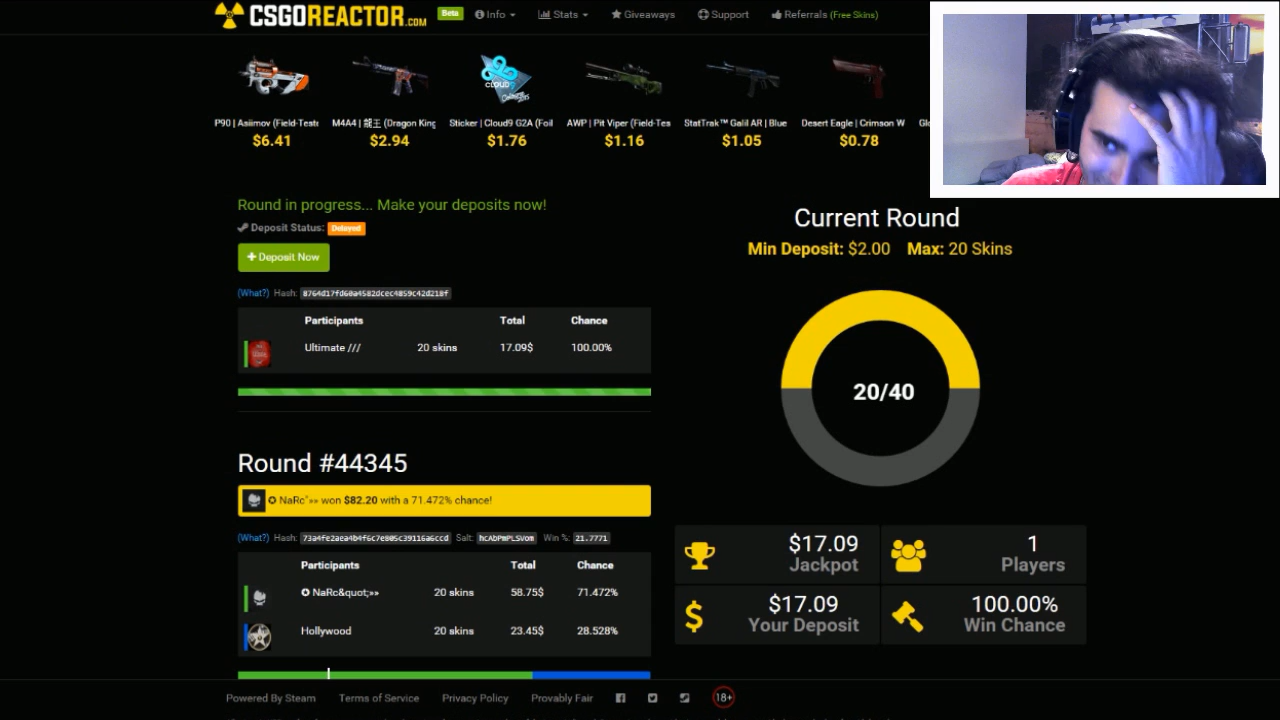 CSGOREACTOR.COM Beta Info Stats Giveaways Support Referrals (Free Skins)
P90 | Asiimov (Field-Teste M4A4 | 龍王 (Dragon King Sticker | Cloud9 G2A (Foil AWP | Pit Viper (Field-Tes StatTrak™ Galil AR | Blue Desert Eagle | Crimson W
$6.41 $2.94 $1.76 $1.16 $1.05 $0.78
Round in progress... Make your deposits now!
Deposit Status: Delayed
+ Deposit Now
(What?) Hash: 8764d17fd60a4582dcec4859c42d218f
Participants Total Chance
Ultimate /// 20 skins 17.09$ 100.00%
Current Round
Min Deposit: $2.00 Max: 20 Skins
20/40
Round #44345
✪ NaRc"»» won $82.20 with a 71.472% chance!
(What?) Hash: 73a4fe2aea4b4f6c7e805c39116a6ccd Salt: hcAbPmPLSVom Win %: 21.7771
Participants Total Chance
✪ NaRc&quot;»» 20 skins 58.75$ 71.472%
Hollywood 20 skins 23.45$ 28.528%
$17.09
Jackpot
1
Players
$17.09
Your Deposit
100.00%
Win Chance
Powered By Steam Terms of Service Privacy Policy Provably Fair 18+